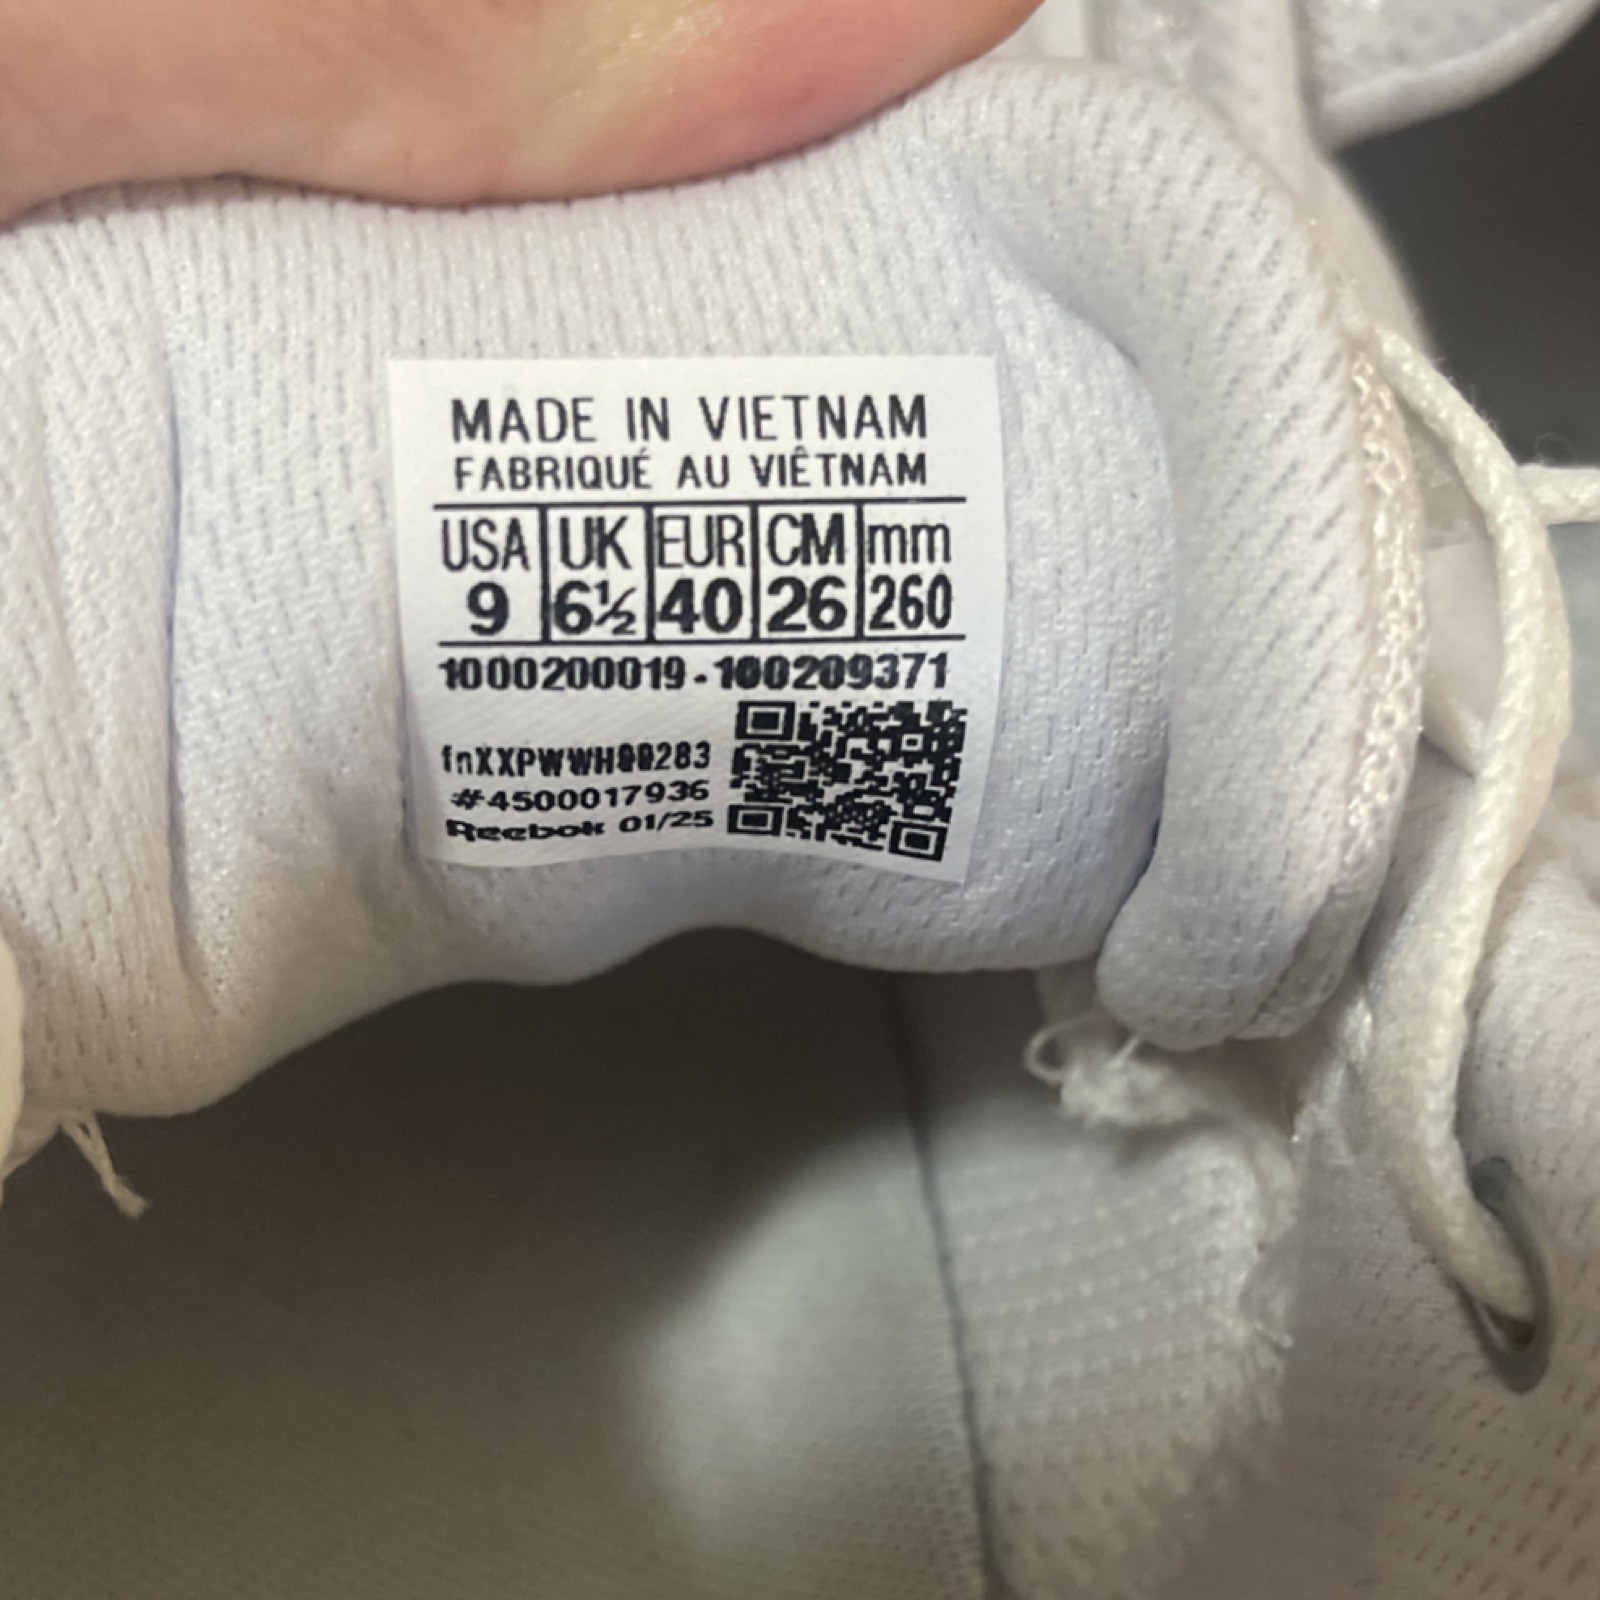 MADE IN VIETNAM
FABRIQUÉ AU VIÊTNAM
USA UK EUR CM mm
9 6½ 40 26 260
1000200019-100209371
#4500017936
Reebok 01/25